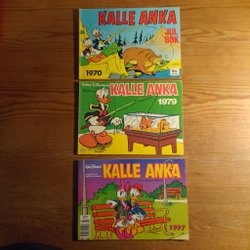 KALLE ANKA
JUL
BOK
1970
Walt Disney's
KALLE ANKA
1979
Walt Disney's
KALLE ANKA
1997